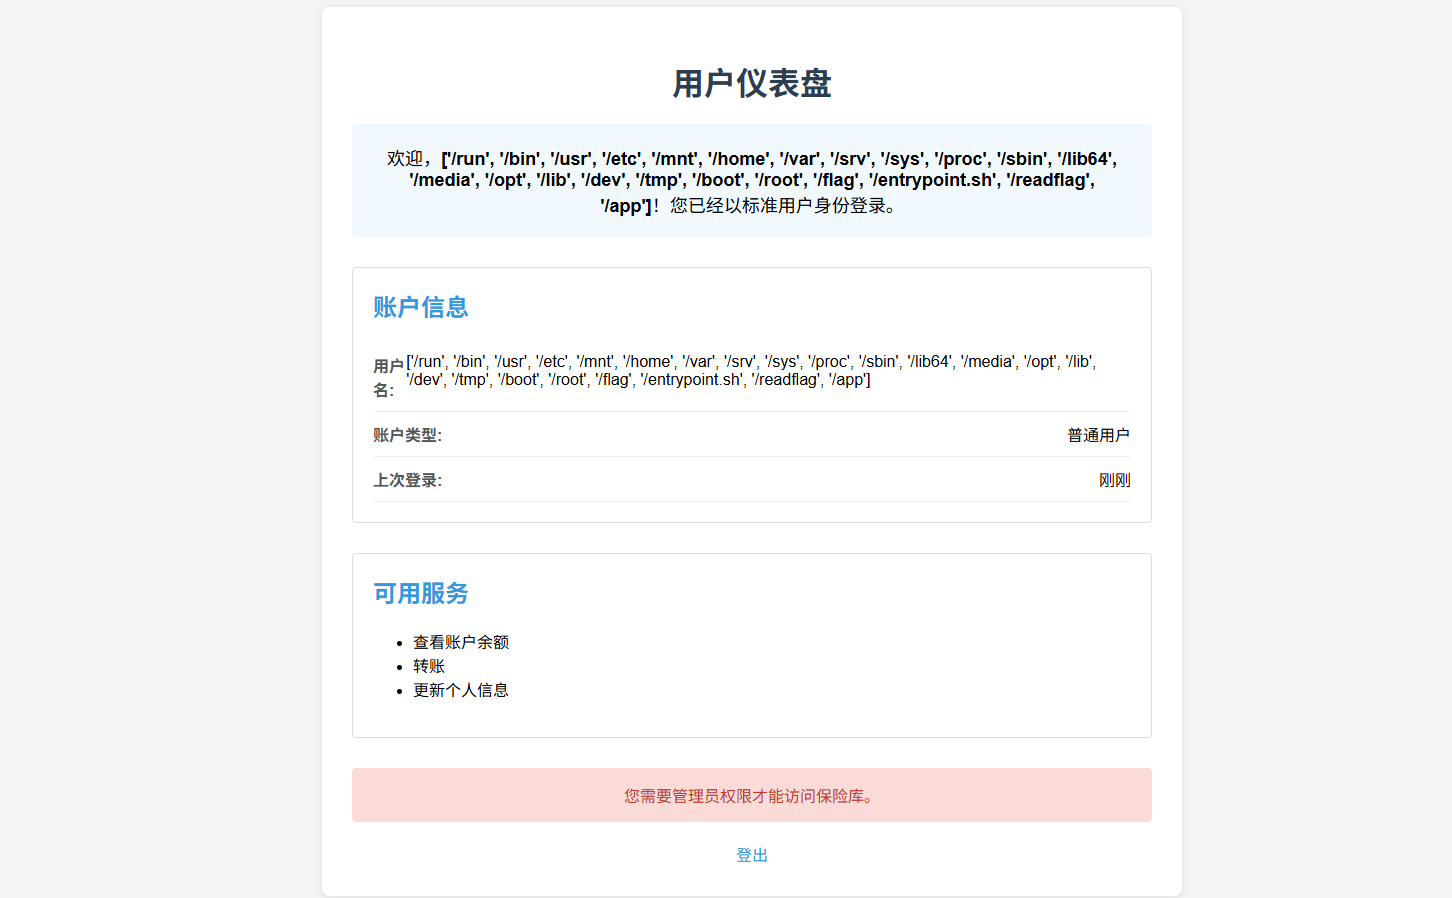 用户仪表盘
欢迎，['/run', '/bin', '/usr', '/etc', '/mnt', '/home', '/var', '/srv', '/sys', '/proc', '/sbin', '/lib64',
'/media', '/opt', '/lib', '/dev', '/tmp', '/boot', '/root', '/flag', '/entrypoint.sh', '/readflag',
'/app']！您已经以标准用户身份登录。
账户信息
用户名:
['/run', '/bin', '/usr', '/etc', '/mnt', '/home', '/var', '/srv', '/sys', '/proc', '/sbin', '/lib64', '/media', '/opt', '/lib',
'/dev', '/tmp', '/boot', '/root', '/flag', '/entrypoint.sh', '/readflag', '/app']
账户类型: 普通用户
上次登录: 刚刚
可用服务
• 查看账户余额
• 转账
• 更新个人信息
您需要管理员权限才能访问保险库。
登出